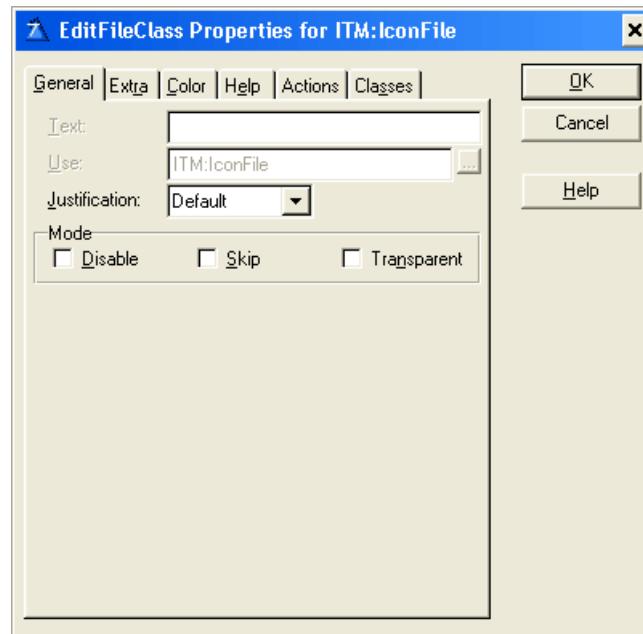 EditFileClass Properties for ITM:IconFile
General Extra Color Help Actions Classes
OK
Text:
Cancel
Use: ITM:IconFile ...
Help
Justification: Default
Mode
Disable Skip Transparent